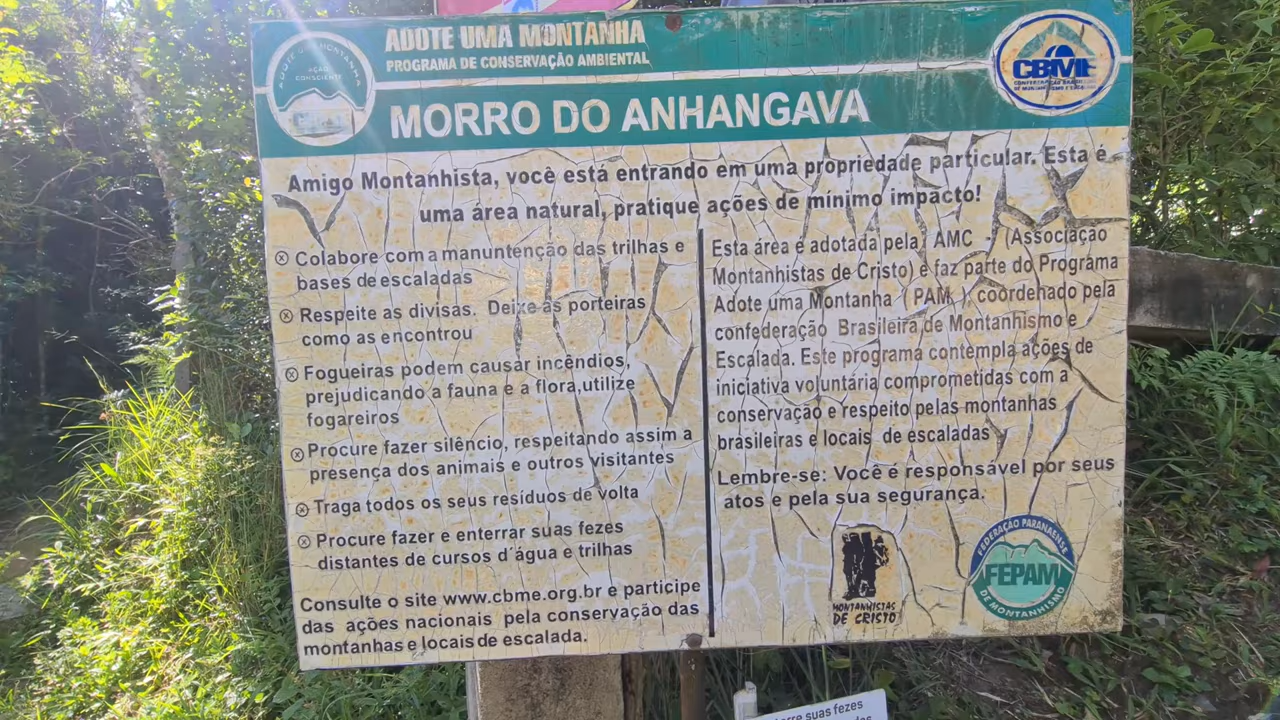 ADOTE UMA MONTANHA
PROGRAMA DE CONSERVAÇÃO AMBIENTAL
ADOTE UMA MONTANHA
AÇÃO
CONSCIENTE
CBME
MORRO DO ANHANGAVA
Amigo Montanhista, você está entrando em uma propriedade particular. Esta é
uma área natural, pratique ações de mínimo impacto!
Colabore com a manuntenção das trilhas e
bases de escaladas
Respeite as divisas. Deixe as porteiras
como as encontrou
Fogueiras podem causar incêndios,
prejudicando a fauna e a flora,utilize
fogareiros
Procure fazer silêncio, respeitando assim a
presença dos animais e outros visitantes
Traga todos os seus resíduos de volta
Procure fazer e enterrar suas fezes
distantes de cursos d´água e trilhas
Consulte o site www.cbme.org.br e participe
das ações nacionais pela conservação das
montanhas e locais de escalada.
Esta área é adotada pela AMC (Associação
Montanhistas de Cristo) e faz parte do Programa
Adote uma Montanha ( PAM ), coordenado pela
confederação Brasileira de Montanhismo e
Escalada. Este programa contempla ações de
iniciativa voluntária comprometidas com a
conservação e respeito pelas montanhas
brasileiras e locais de escaladas
Lembre-se: Você é responsável por seus
atos e pela sua segurança.
MONTANHISTAS
DE CRISTO
FEDERAÇÃO PARANAENSE
FEPAM
DE MONTANHISMO
suas fezes